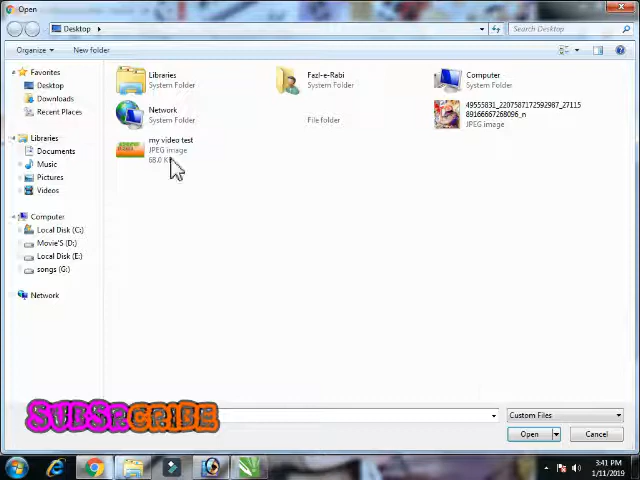 Open
Desktop
Search Desktop
Organize
New folder
Favorites
Desktop
Downloads
Recent Places
Libraries
Documents
Music
Pictures
Videos
Computer
Local Disk (C:)
Movie'S (D:)
Local Disk (E:)
songs (G:)
Network
Libraries
System Folder
Fazl-e-Rabi
System Folder
Computer
System Folder
Network
System Folder
File folder
49555831_2207587172592987_27115
89166667268096_n
JPEG image
my video test
JPEG image
68.0
SUBSRCRIBE
Custom Files
Open
Cancel
3:41 PM
1/11/2019